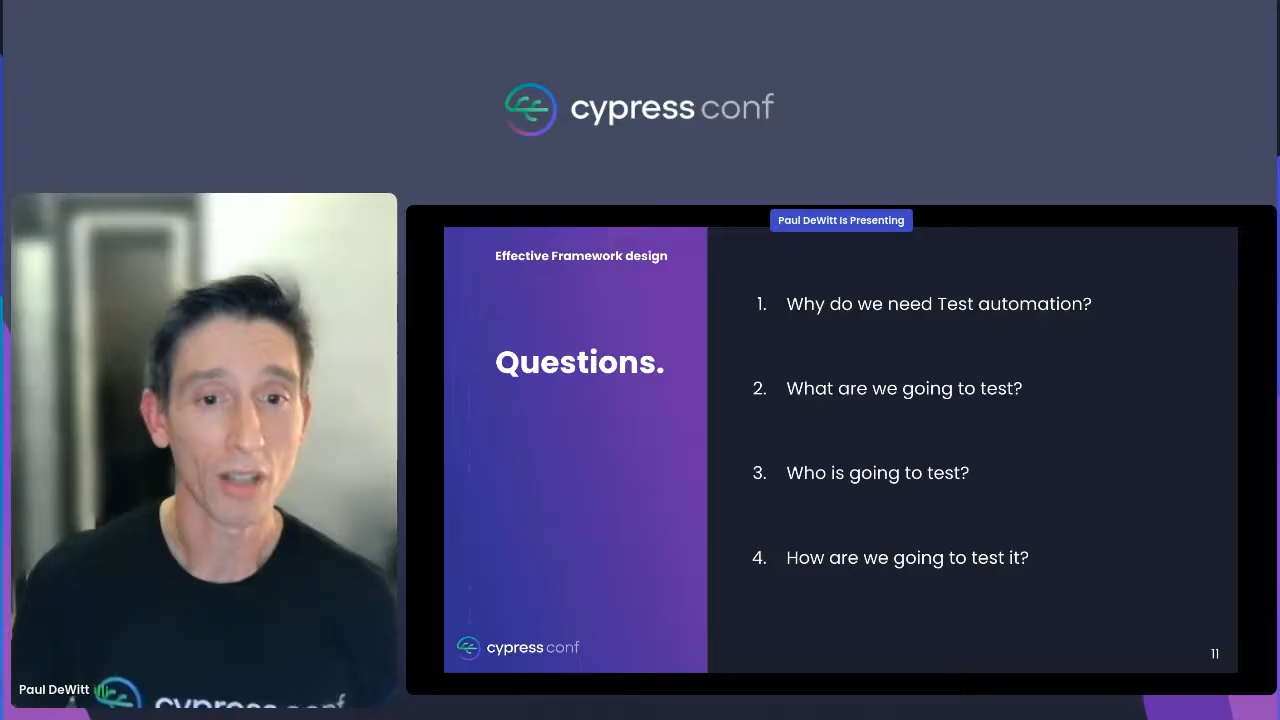 cypress conf
Paul DeWitt Is Presenting
Effective Framework design
Questions.
1. Why do we need Test automation?
2. What are we going to test?
3. Who is going to test?
4. How are we going to test it?
cypress conf
11
Paul DeWitt
cypress conf